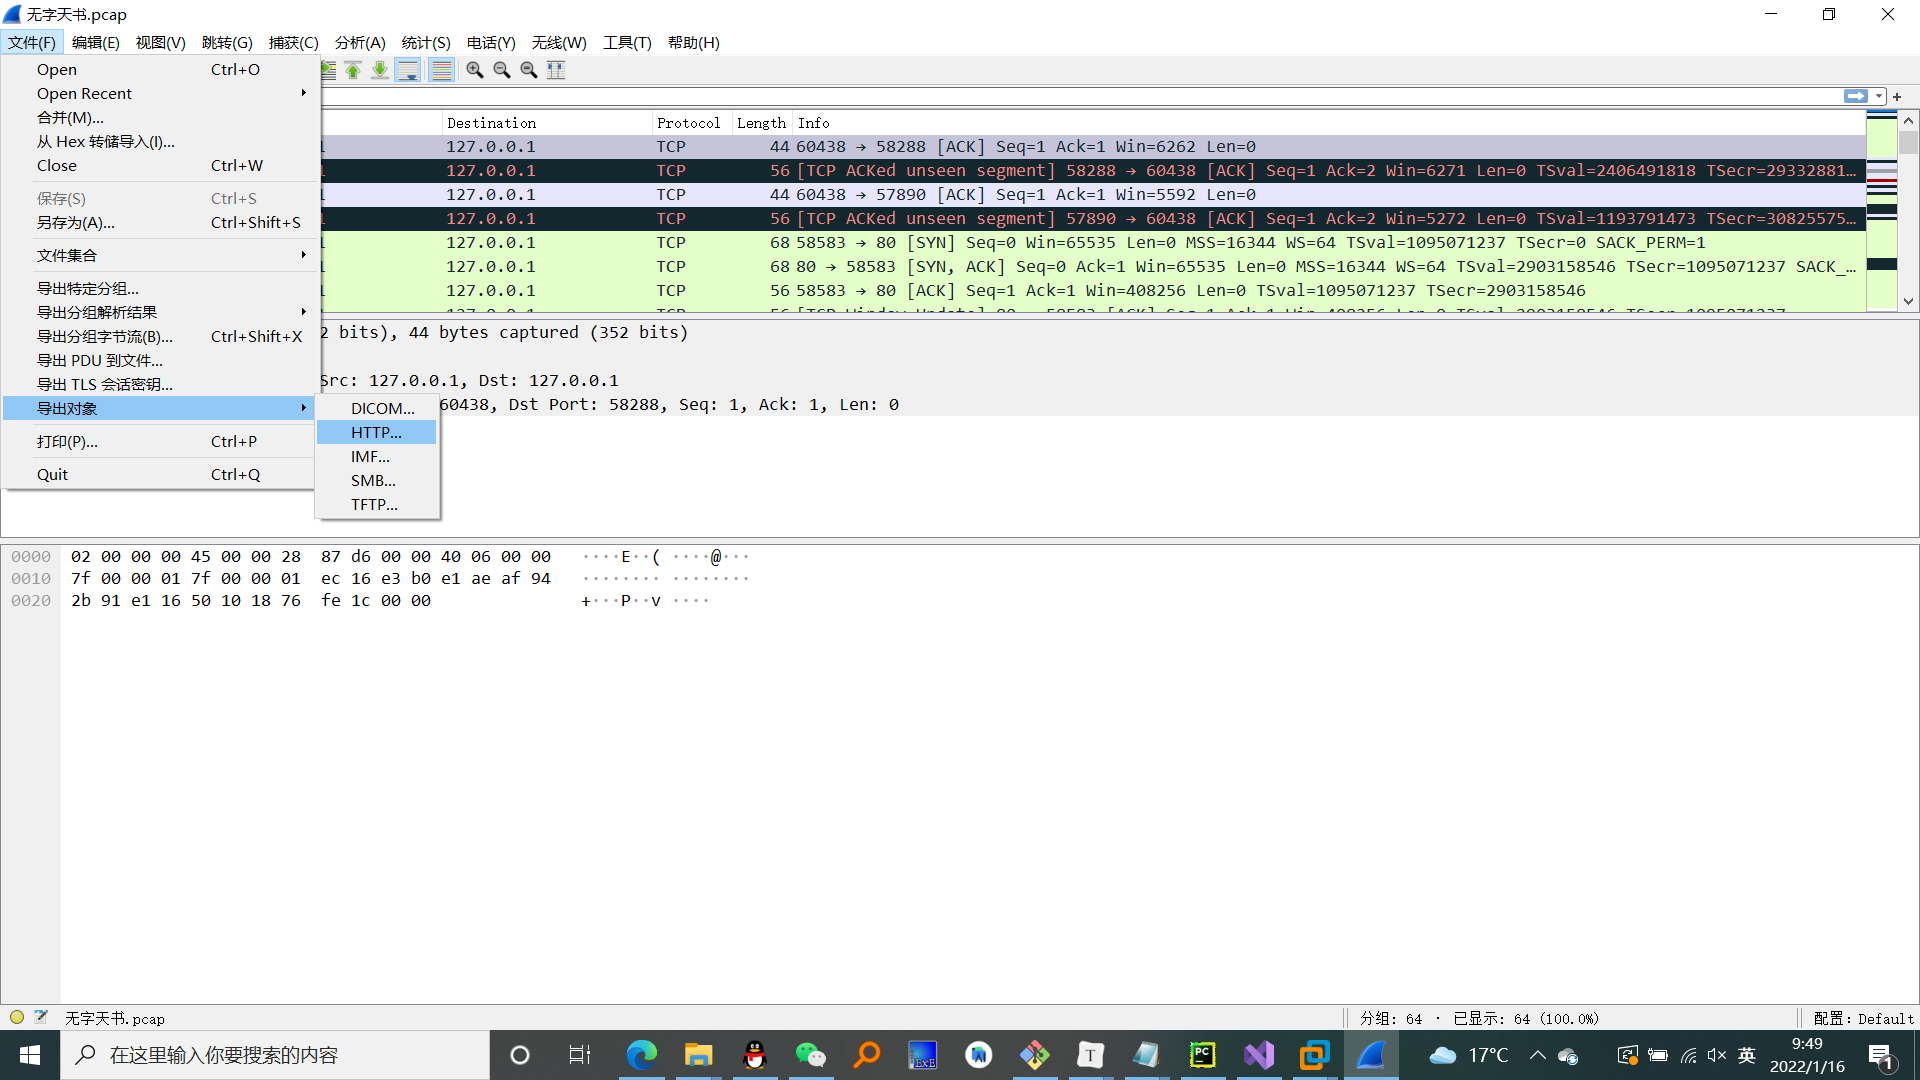 无字天书.pcap
文件(F) 编辑(E) 视图(V) 跳转(G) 捕获(C) 分析(A) 统计(S) 电话(Y) 无线(W) 工具(T) 帮助(H)
Open Ctrl+O
Open Recent
合并(M)...
从 Hex 转储导入(I)...
Close Ctrl+W
保存(S) Ctrl+S
另存为(A)... Ctrl+Shift+S
文件集合
导出特定分组...
导出分组解析结果
导出分组字节流(B)... Ctrl+Shift+X
导出 PDU 到文件...
导出 TLS 会话密钥...
导出对象
打印(P)... Ctrl+P
Quit Ctrl+Q
DICOM...
HTTP...
IMF...
SMB...
TFTP...
Destination Protocol Length Info
127.0.0.1 TCP 44 60438 → 58288 [ACK] Seq=1 Ack=1 Win=6262 Len=0
127.0.0.1 TCP 56 [TCP ACKed unseen segment] 58288 → 60438 [ACK] Seq=1 Ack=2 Win=6271 Len=0 TSval=2406491818 TSecr=29332881...
127.0.0.1 TCP 44 60438 → 57890 [ACK] Seq=1 Ack=1 Win=5592 Len=0
127.0.0.1 TCP 56 [TCP ACKed unseen segment] 57890 → 60438 [ACK] Seq=1 Ack=2 Win=5272 Len=0 TSval=1193791473 TSecr=30825575...
127.0.0.1 TCP 68 58583 → 80 [SYN] Seq=0 Win=65535 Len=0 MSS=16344 WS=64 TSval=1095071237 TSecr=0 SACK_PERM=1
127.0.0.1 TCP 68 80 → 58583 [SYN, ACK] Seq=0 Ack=1 Win=65535 Len=0 MSS=16344 WS=64 TSval=2903158546 TSecr=1095071237 SACK_...
127.0.0.1 TCP 56 58583 → 80 [ACK] Seq=1 Ack=1 Win=408256 Len=0 TSval=1095071237 TSecr=2903158546
2 bits), 44 bytes captured (352 bits)
Src: 127.0.0.1, Dst: 127.0.0.1
60438, Dst Port: 58288, Seq: 1, Ack: 1, Len: 0
0000 02 00 00 00 45 00 00 28 87 d6 00 00 40 06 00 00 ····E··( ····@···
0010 7f 00 00 01 7f 00 00 01 ec 16 e3 b0 e1 ae af 94 ········ ········
0020 2b 91 e1 16 50 10 18 76 fe 1c 00 00 +···P··v ····
无字天书.pcap 分组: 64 · 已显示: 64 (100.0%) 配置: Default
在这里输入你要搜索的内容 17°C 英 9:49
2022/1/16 1